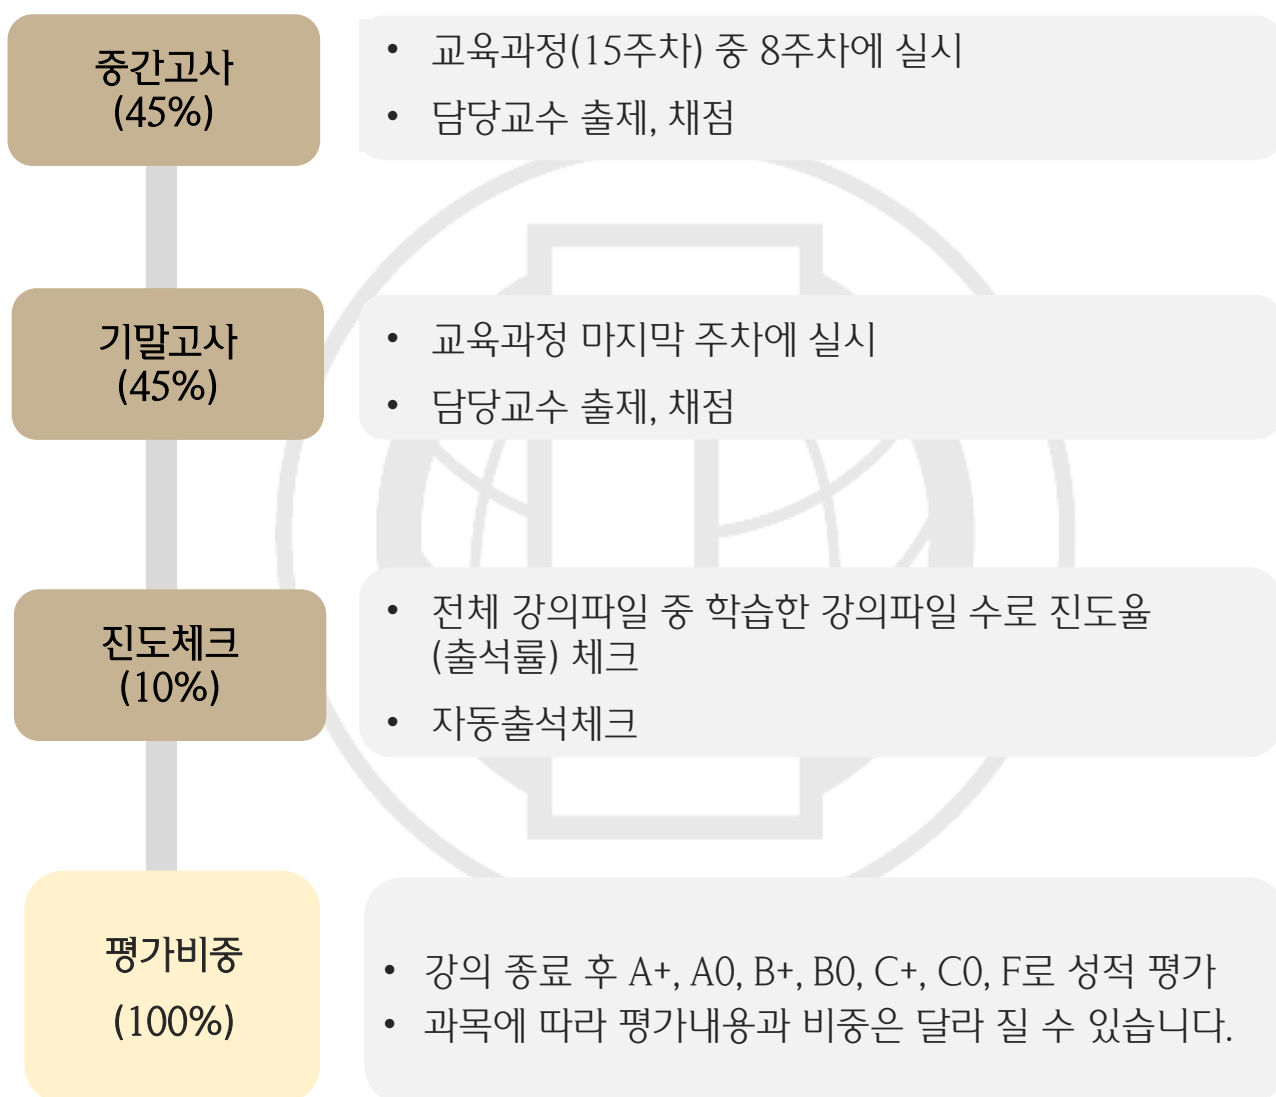 중간고사
(45%)
• 교육과정(15주차) 중 8주차에 실시
• 담당교수 출제, 채점
기말고사
(45%)
• 교육과정 마지막 주차에 실시
• 담당교수 출제, 채점
진도체크
(10%)
• 전체 강의파일 중 학습한 강의파일 수로 진도율
(출석률) 체크
• 자동출석체크
평가비중
(100%)
• 강의 종료 후 A+, A0, B+, B0, C+, C0, F로 성적 평가
• 과목에 따라 평가내용과 비중은 달라 질 수 있습니다.